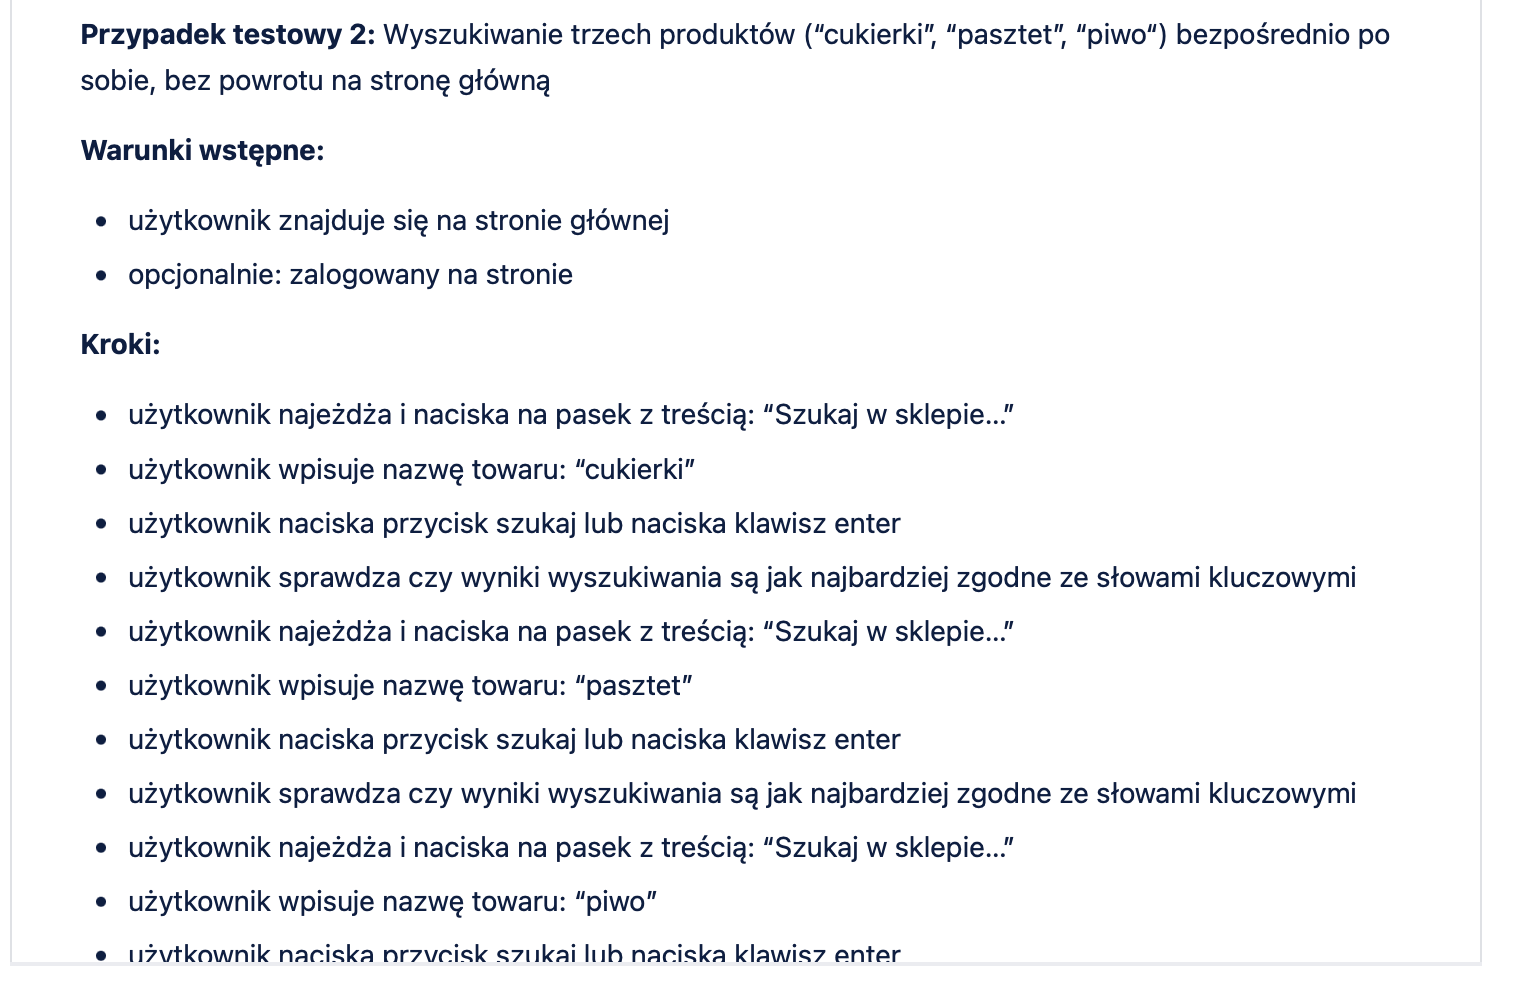 Przypadek testowy 2: Wyszukiwanie trzech produktów (“cukierki”, “pasztet”, “piwo“) bezpośrednio po
sobie, bez powrotu na stronę główną
Warunki wstępne:
• użytkownik znajduje się na stronie głównej
• opcjonalnie: zalogowany na stronie
Kroki:
• użytkownik najeżdża i naciska na pasek z treścią: “Szukaj w sklepie…”
• użytkownik wpisuje nazwę towaru: “cukierki”
• użytkownik naciska przycisk szukaj lub naciska klawisz enter
• użytkownik sprawdza czy wyniki wyszukiwania są jak najbardziej zgodne ze słowami kluczowymi
• użytkownik najeżdża i naciska na pasek z treścią: “Szukaj w sklepie…”
• użytkownik wpisuje nazwę towaru: “pasztet”
• użytkownik naciska przycisk szukaj lub naciska klawisz enter
• użytkownik sprawdza czy wyniki wyszukiwania są jak najbardziej zgodne ze słowami kluczowymi
• użytkownik najeżdża i naciska na pasek z treścią: “Szukaj w sklepie…”
• użytkownik wpisuje nazwę towaru: “piwo”
• użytkownik naciska przycisk szukaj lub naciska klawisz enter